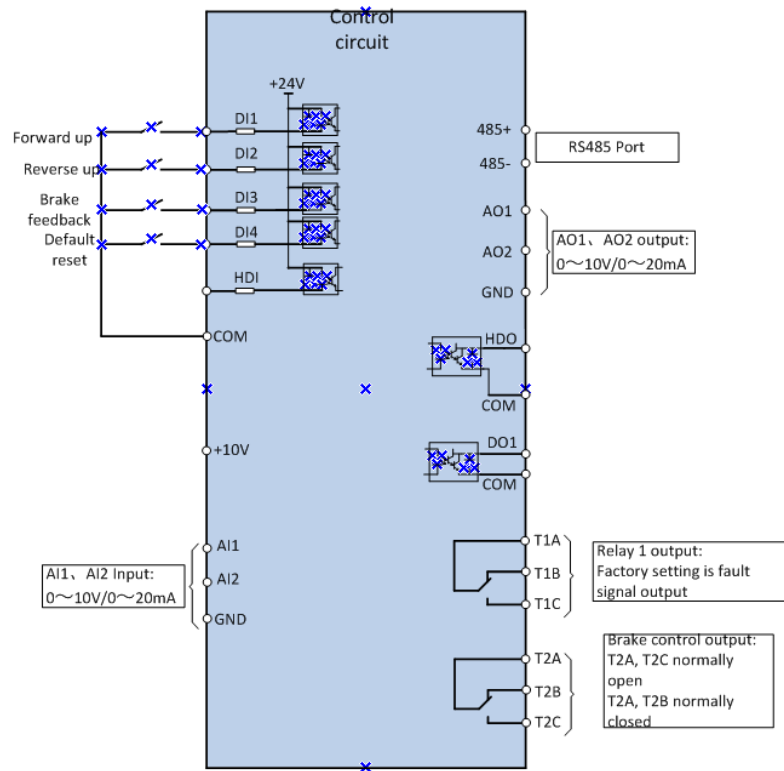 Control
circuit
+24V
Forward up
DI1
Reverse up
DI2
Brake
feedback
DI3
Default
reset
DI4
HDI
COM
+10V
AI1、AI2 Input:
0～10V/0～20mA
AI1
AI2
GND
485+
485-
RS485 Port
AO1
AO2
GND
AO1、AO2 output:
0～10V/0～20mA
HDO
COM
DO1
COM
T1A
T1B
T1C
Relay 1 output:
Factory setting is fault
signal output
T2A
T2B
T2C
Brake control output:
T2A, T2C normally
open
T2A, T2B normally
closed